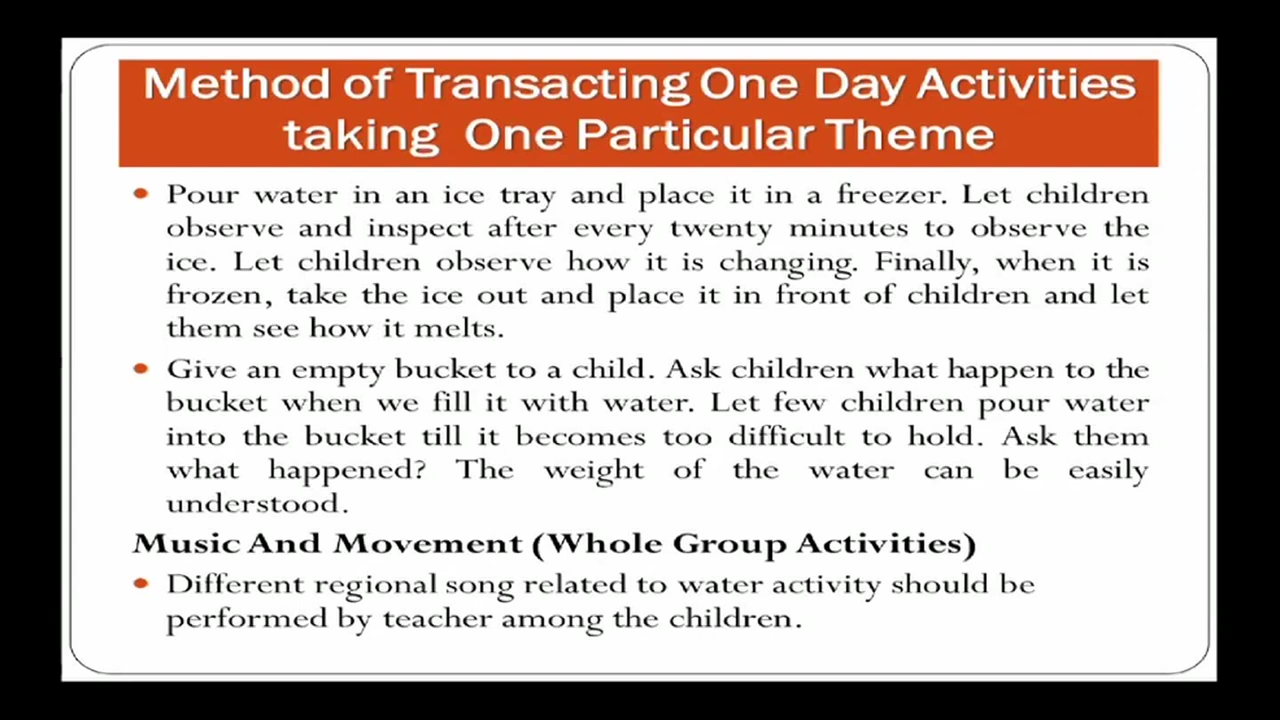 Method of Transacting One Day Activities
taking One Particular Theme
• Pour water in an ice tray and place it in a freezer. Let children
observe and inspect after every twenty minutes to observe the
ice. Let children observe how it is changing. Finally, when it is
frozen, take the ice out and place it in front of children and let
them see how it melts.
• Give an empty bucket to a child. Ask children what happen to the
bucket when we fill it with water. Let few children pour water
into the bucket till it becomes too difficult to hold. Ask them
what happened? The weight of the water can be easily
understood.
Music And Movement (Whole Group Activities)
• Different regional song related to water activity should be
performed by teacher among the children.